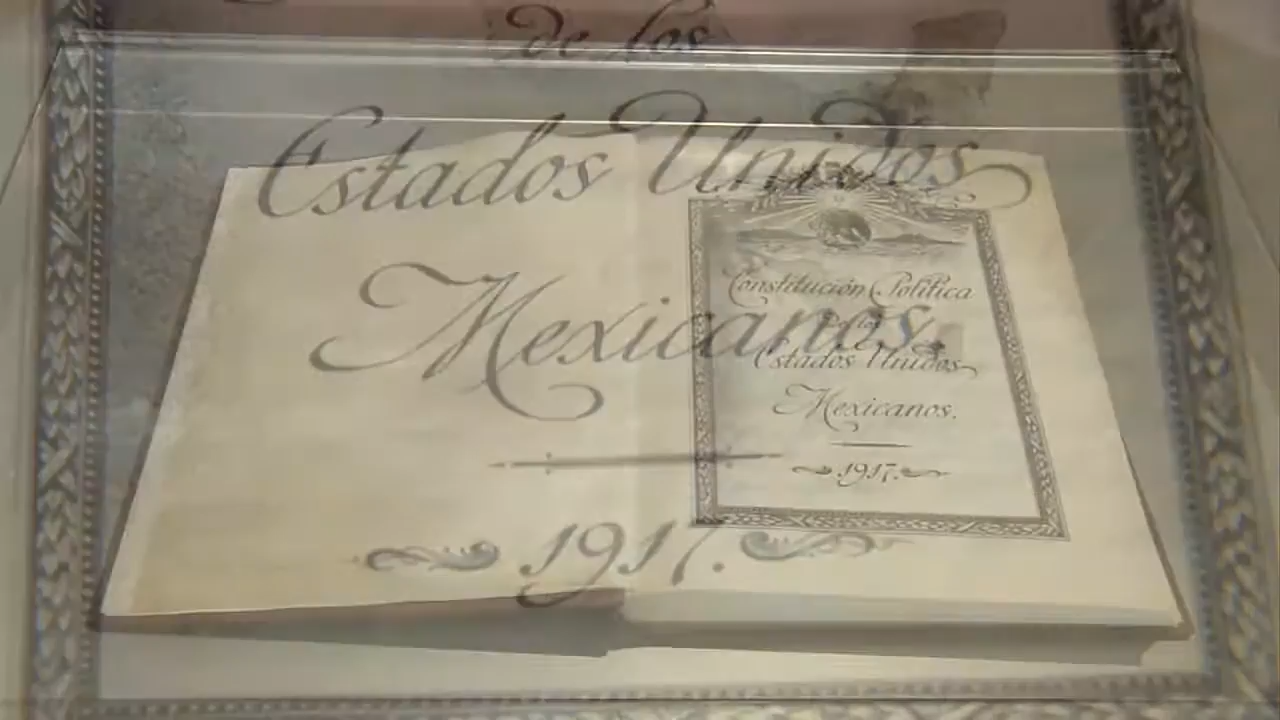 de los
Estados Unidos
Mexicanos.
1917.
Constitución Política
de los
Estados Unidos
Mexicanos.
1917.